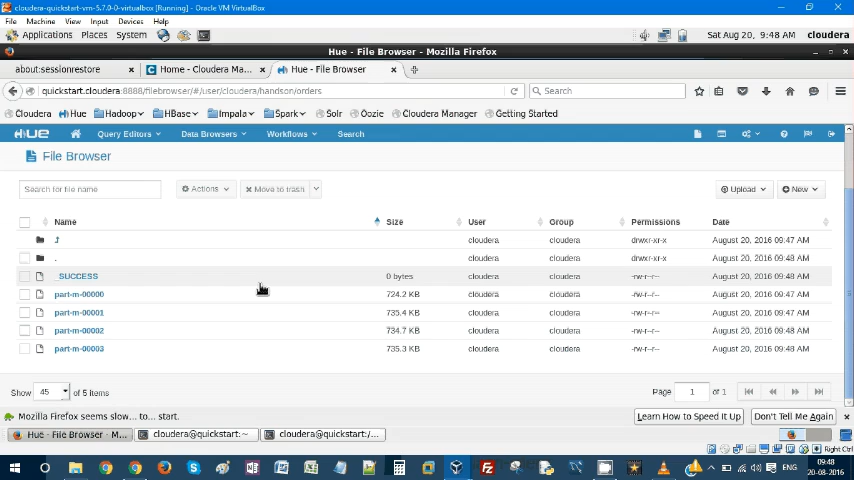 cloudera-quickstart-vm-5.7.0-0-virtualbox [Running] - Oracle VM VirtualBox
File Machine View Input Devices Help
Applications Places System Sat Aug 20, 9:48 AM cloudera
Hue - File Browser - Mozilla Firefox
about:sessionrestore Home - Cloudera Ma... Hue - File Browser
quickstart.cloudera:8888/filebrowser/#/user/cloudera/handson/orders Search
Cloudera Hue Hadoop HBase Impala Spark Solr Oozie Cloudera Manager Getting Started
HUE Query Editors Data Browsers Workflows Search
File Browser
Search for file name Actions Move to trash Upload New
Name Size User Group Permissions Date
cloudera cloudera drwxr-xr-x August 20, 2016 09:47 AM
. cloudera cloudera drwxr-xr-x August 20, 2016 09:48 AM
_SUCCESS 0 bytes cloudera cloudera -rw-r--r-- August 20, 2016 09:48 AM
part-m-00000 724.2 KB cloudera cloudera -rw-r--r-- August 20, 2016 09:47 AM
part-m-00001 735.4 KB cloudera cloudera -rw-r--r-- August 20, 2016 09:47 AM
part-m-00002 734.7 KB cloudera cloudera -rw-r--r-- August 20, 2016 09:48 AM
part-m-00003 735.3 KB cloudera cloudera -rw-r--r-- August 20, 2016 09:48 AM
Show 45 of 5 items Page 1 of 1
Mozilla Firefox seems slow... to... start. Learn How to Speed It Up Don't Tell Me Again
Hue - File Browser - M... cloudera@quickstart:~ cloudera@quickstart:/...
Right Ctrl
ENG 09:48
20-08-2016